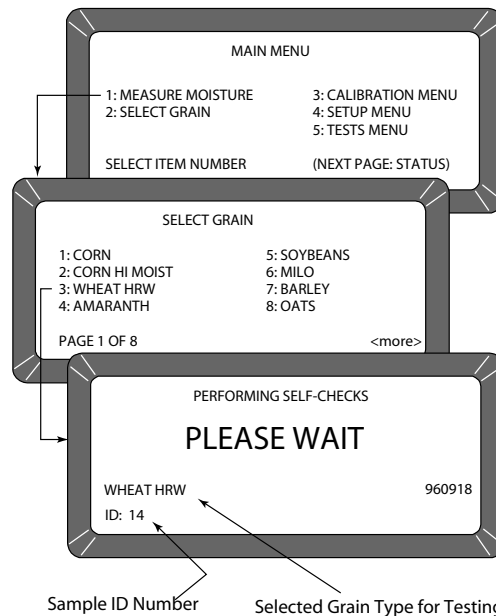 MAIN MENU
1: MEASURE MOISTURE 3: CALIBRATION MENU
2: SELECT GRAIN 4: SETUP MENU
5: TESTS MENU
SELECT ITEM NUMBER (NEXT PAGE: STATUS)
SELECT GRAIN
1: CORN 5: SOYBEANS
2: CORN HI MOIST 6: MILO
3: WHEAT HRW 7: BARLEY
4: AMARANTH 8: OATS
PAGE 1 OF 8 <more>
PERFORMING SELF-CHECKS
PLEASE WAIT
WHEAT HRW 960918
ID: 14
Sample ID Number Selected Grain Type for Testing